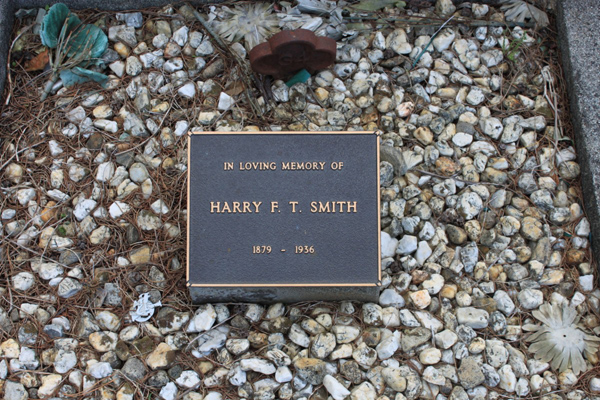 IN LOVING MEMORY OF
HARRY F. T. SMITH
1879 - 1936